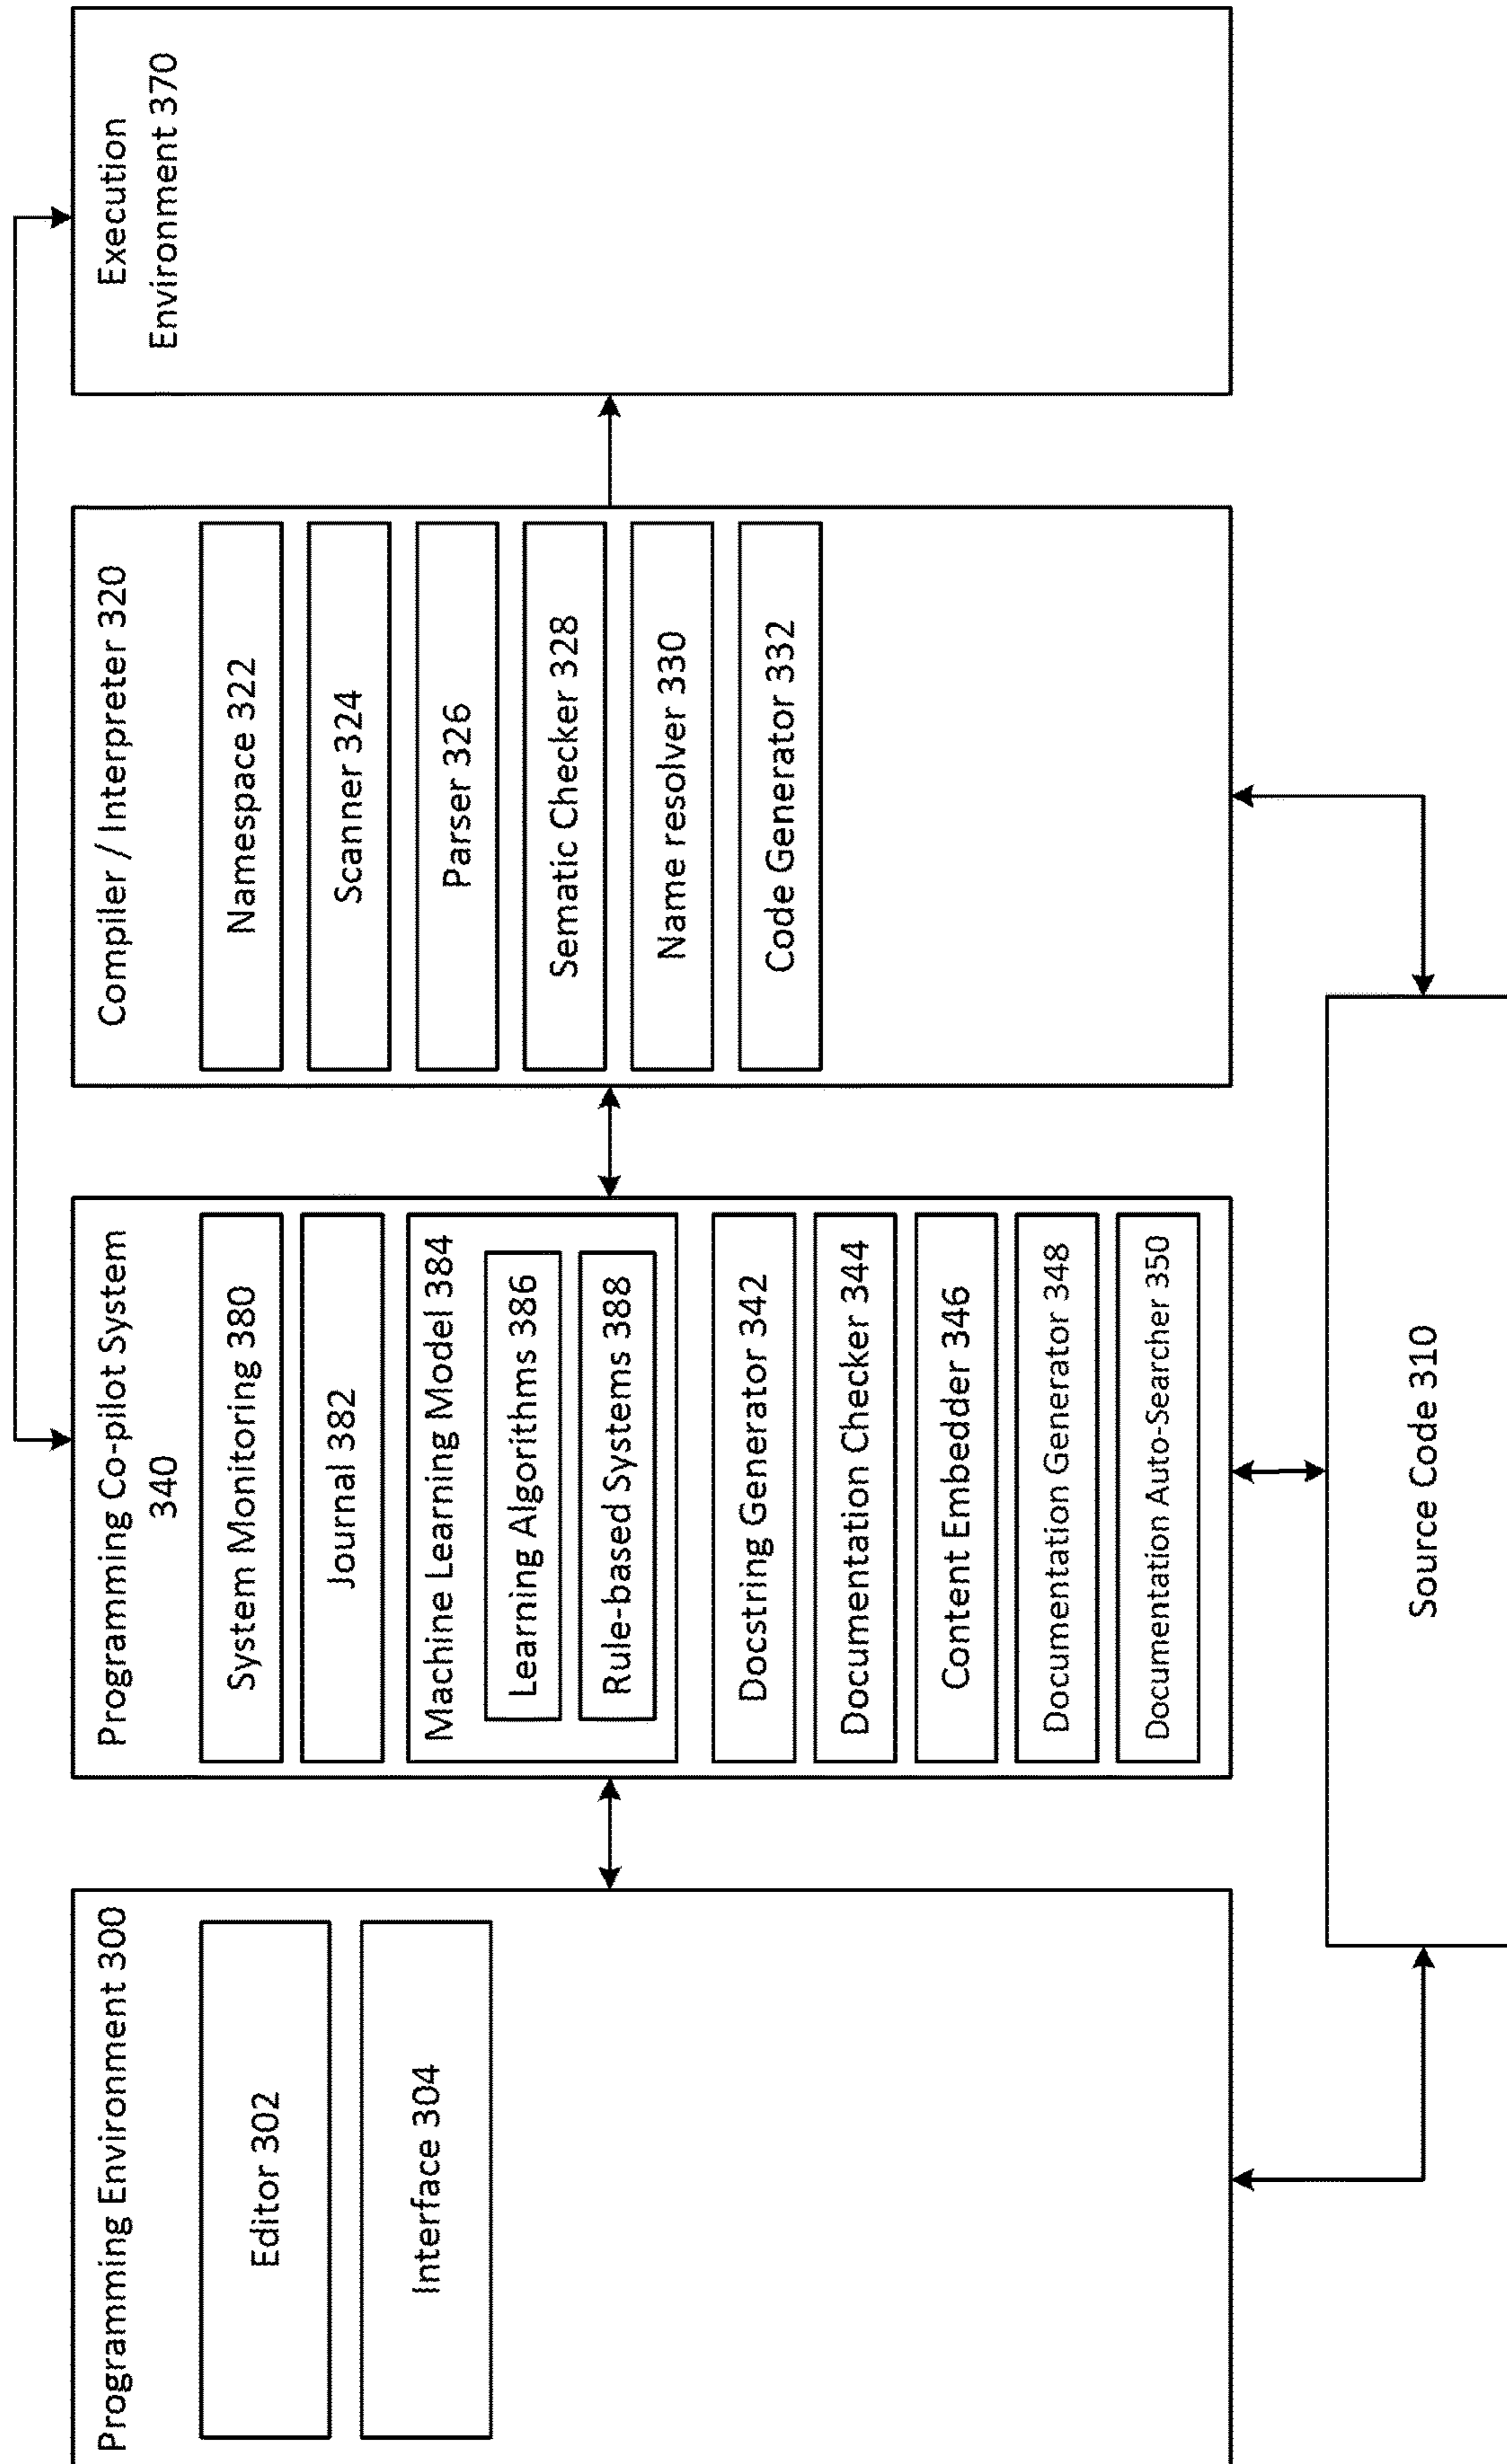 Programming Environment 300
Editor 302
Interface 304
Programming Co-pilot System
340
System Monitoring 380
Journal 382
Machine Learning Model 384
Learning Algorithms 386
Rule-based Systems 388
Docstring Generator 342
Documentation Checker 344
Content Embedder 346
Documentation Generator 348
Documentation Auto-Searcher 350
Compiler / Interpreter 320
Namespace 322
Scanner 324
Parser 326
Sematic Checker 328
Name resolver 330
Code Generator 332
Execution
Environment 370
Source Code 310